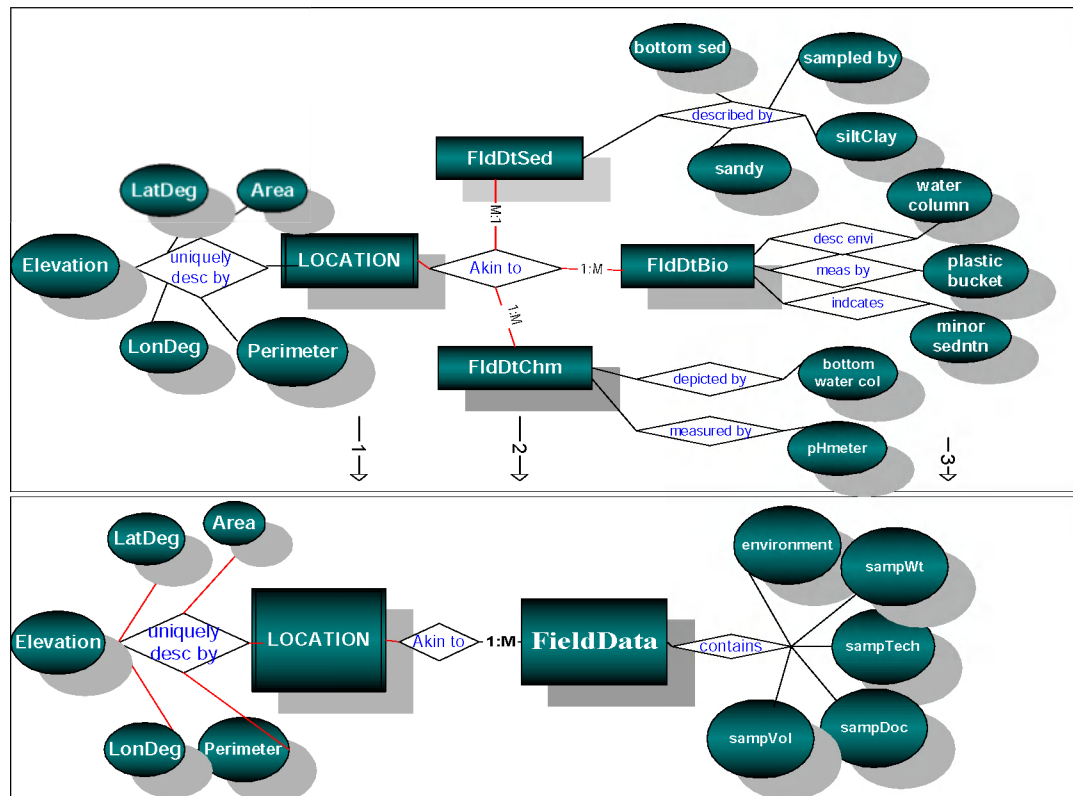 bottom sed
sampled by
described by
FldDtSed
siltClay
sandy
LatDeg
Area
M:1
water
column
uniquely
desc by
Elevation
LOCATION
Akin to
1:M
FldDtBio
desc envi
meas by
indcates
plastic
bucket
minor
sedntn
1:M
LonDeg
Perimeter
FldDtChm
depicted by
bottom
water col
measured by
pHmeter
1
2
3
LatDeg
Area
environment
sampWt
Elevation
uniquely
desc by
LOCATION
Akin to
1:M
FieldData
contains
sampTech
LonDeg
Perimeter
sampVol
sampDoc